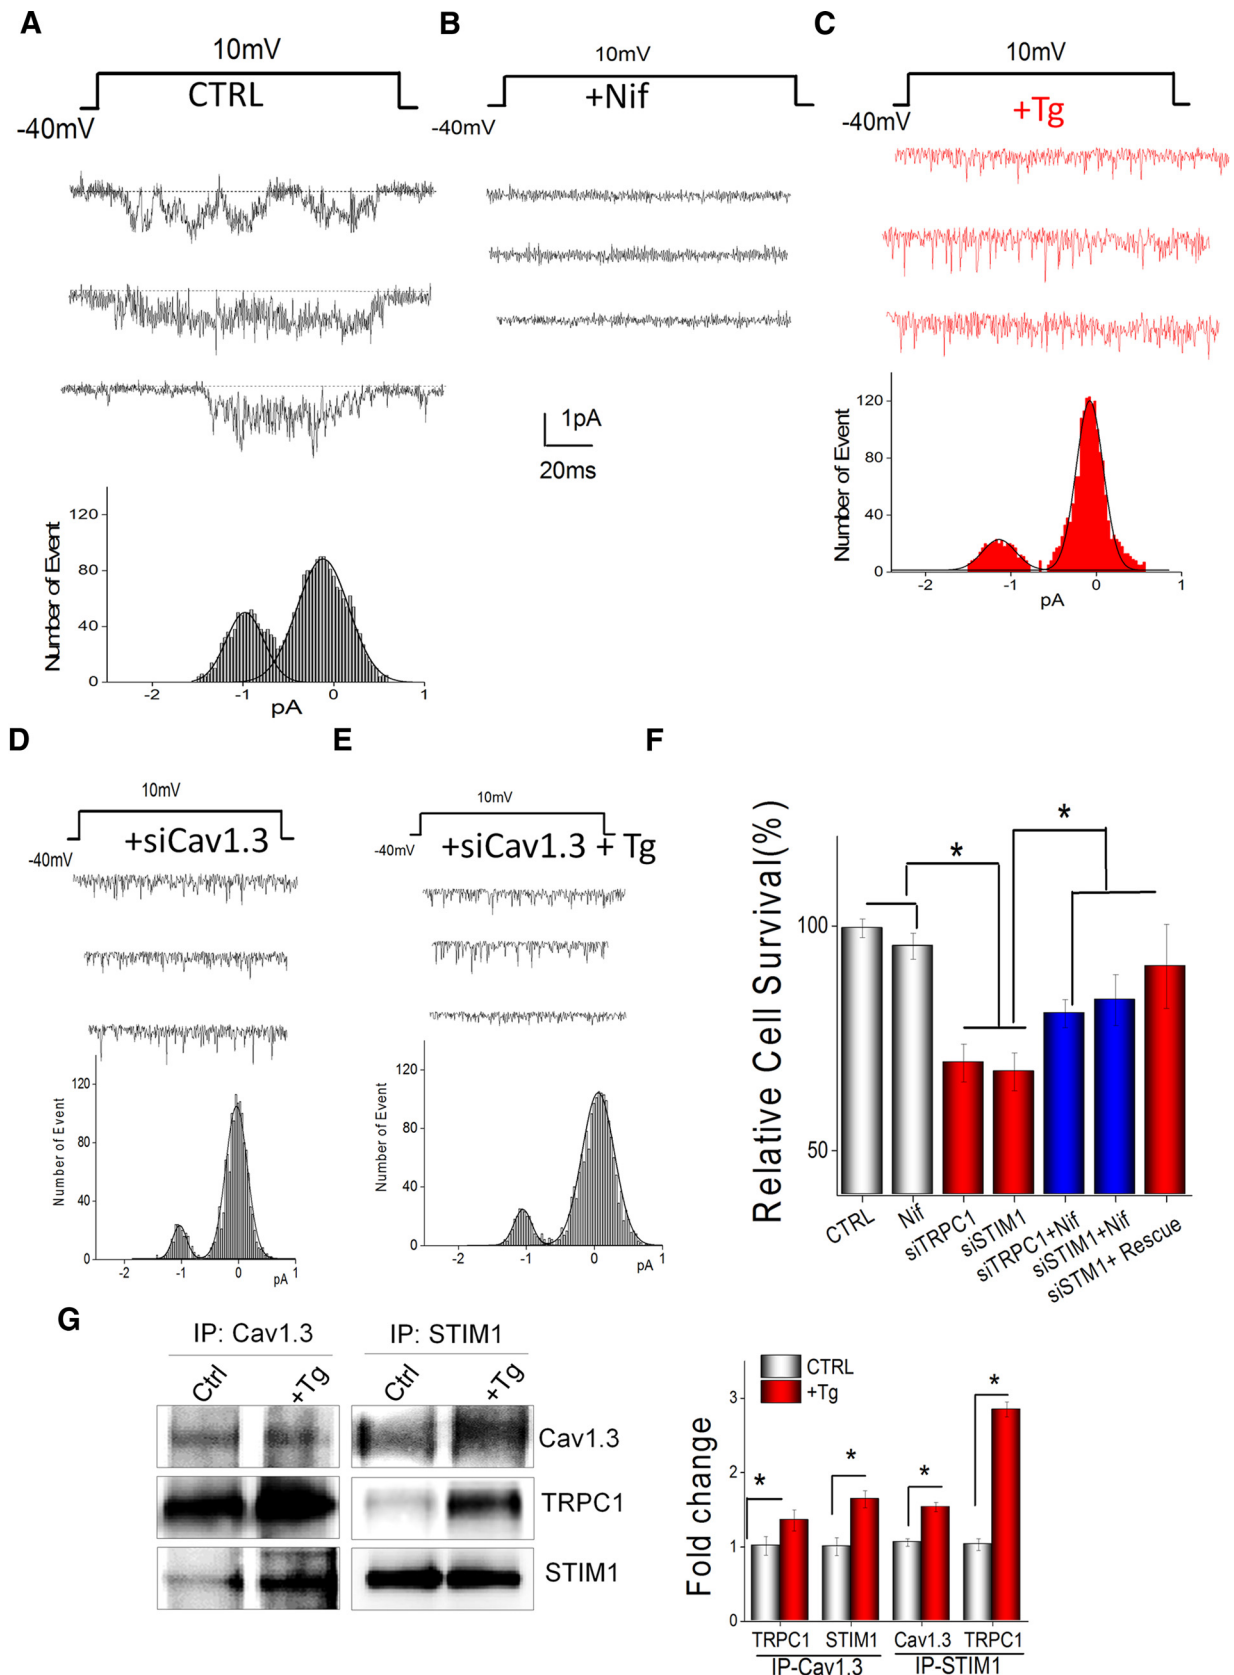 A
10mV
CTRL
-40mV
120
80
40
0
Number of Event
-2 -1 0 1
pA
B
10mV
+Nif
-40mV
1pA
20ms
C
10mV
+Tg
-40mV
120
80
40
0
Number of Event
-2 -1 0 1
pA
D
10mV
+siCav1.3
-40mV
120
80
40
0
Number of Event
-2 -1 0 1
pA
E
10mV
+siCav1.3 + Tg
-40mV
120
80
40
0
Number of Event
-2 -1 0 1
pA
F
Relative Cell Survival(%)
100
50
*
*
CTRL
Nif
siTRPC1
siSTIM1
siTRPC1+Nif
siSTIM1+Nif
siSTM1+ Rescue
G
IP: Cav1.3
IP: STIM1
Ctrl
+Tg
Ctrl
+Tg
Cav1.3
TRPC1
STIM1
CTRL
+Tg
Fold change
3
2
1
0
*
*
*
*
TRPC1 STIM1 Cav1.3 TRPC1
IP-Cav1.3 IP-STIM1